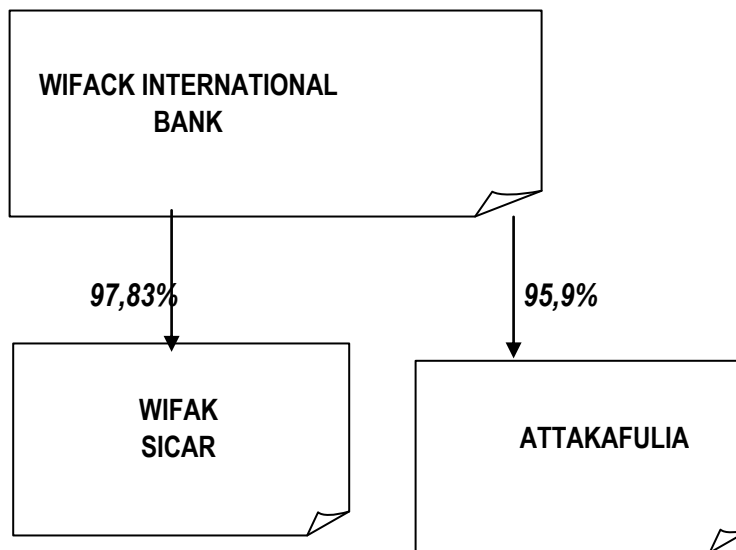 WIFACK INTERNATIONAL
BANK
97,83%
95,9%
WIFAK
SICAR
ATTAKAFULIA